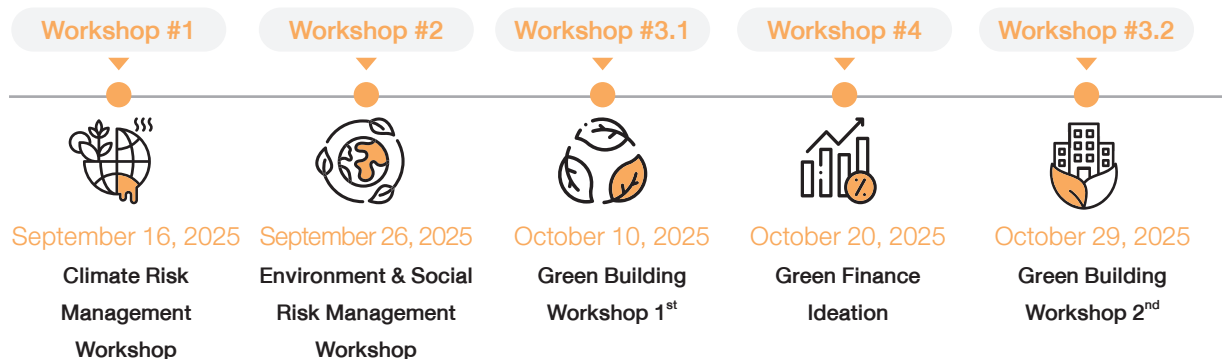 Workshop #1
Workshop #2
Workshop #3.1
Workshop #4
Workshop #3.2
%
September 16, 2025
September 26, 2025
October 10, 2025
October 20, 2025
October 29, 2025
Climate Risk
Management
Workshop
Environment & Social
Risk Management
Workshop
Green Building
Workshop 1st
Green Finance
Ideation
Green Building
Workshop 2nd